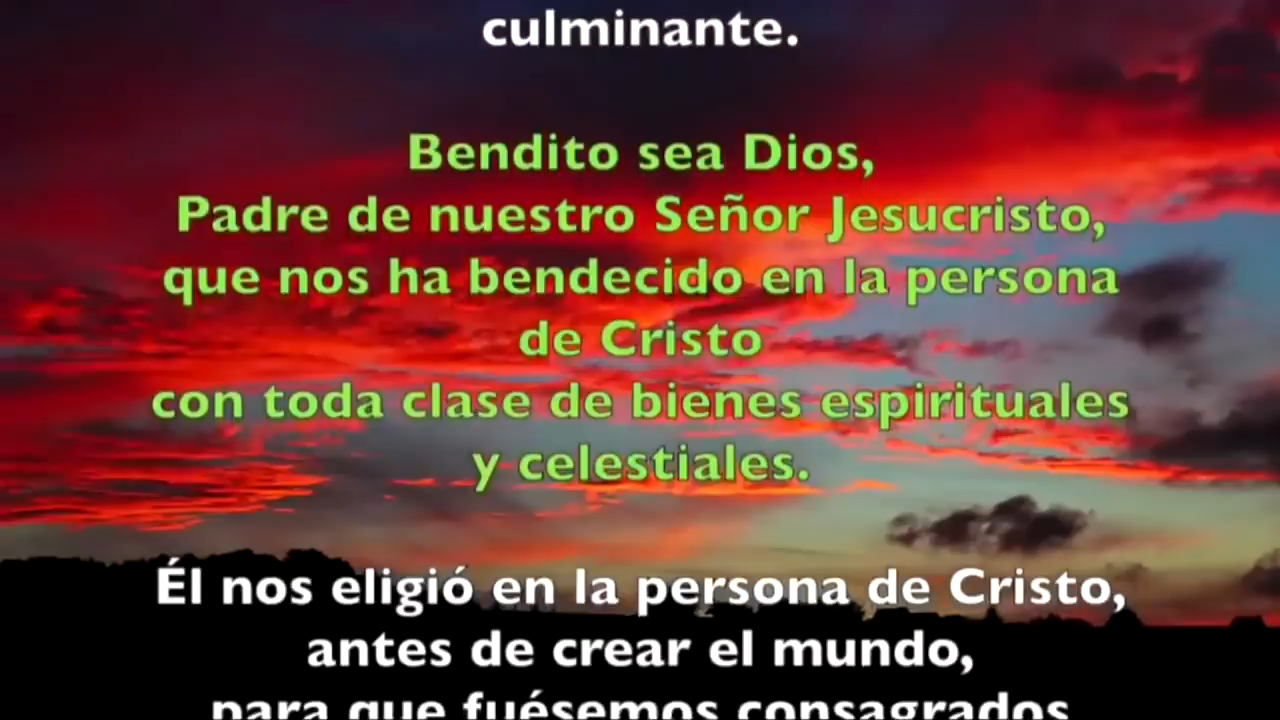 culminante.
Bendito sea Dios,
Padre de nuestro Señor Jesucristo,
que nos ha bendecido en la persona
de Cristo
con toda clase de bienes espirituales
y celestiales.
Él nos eligió en la persona de Cristo,
antes de crear el mundo,
para que fuésemos consagrados